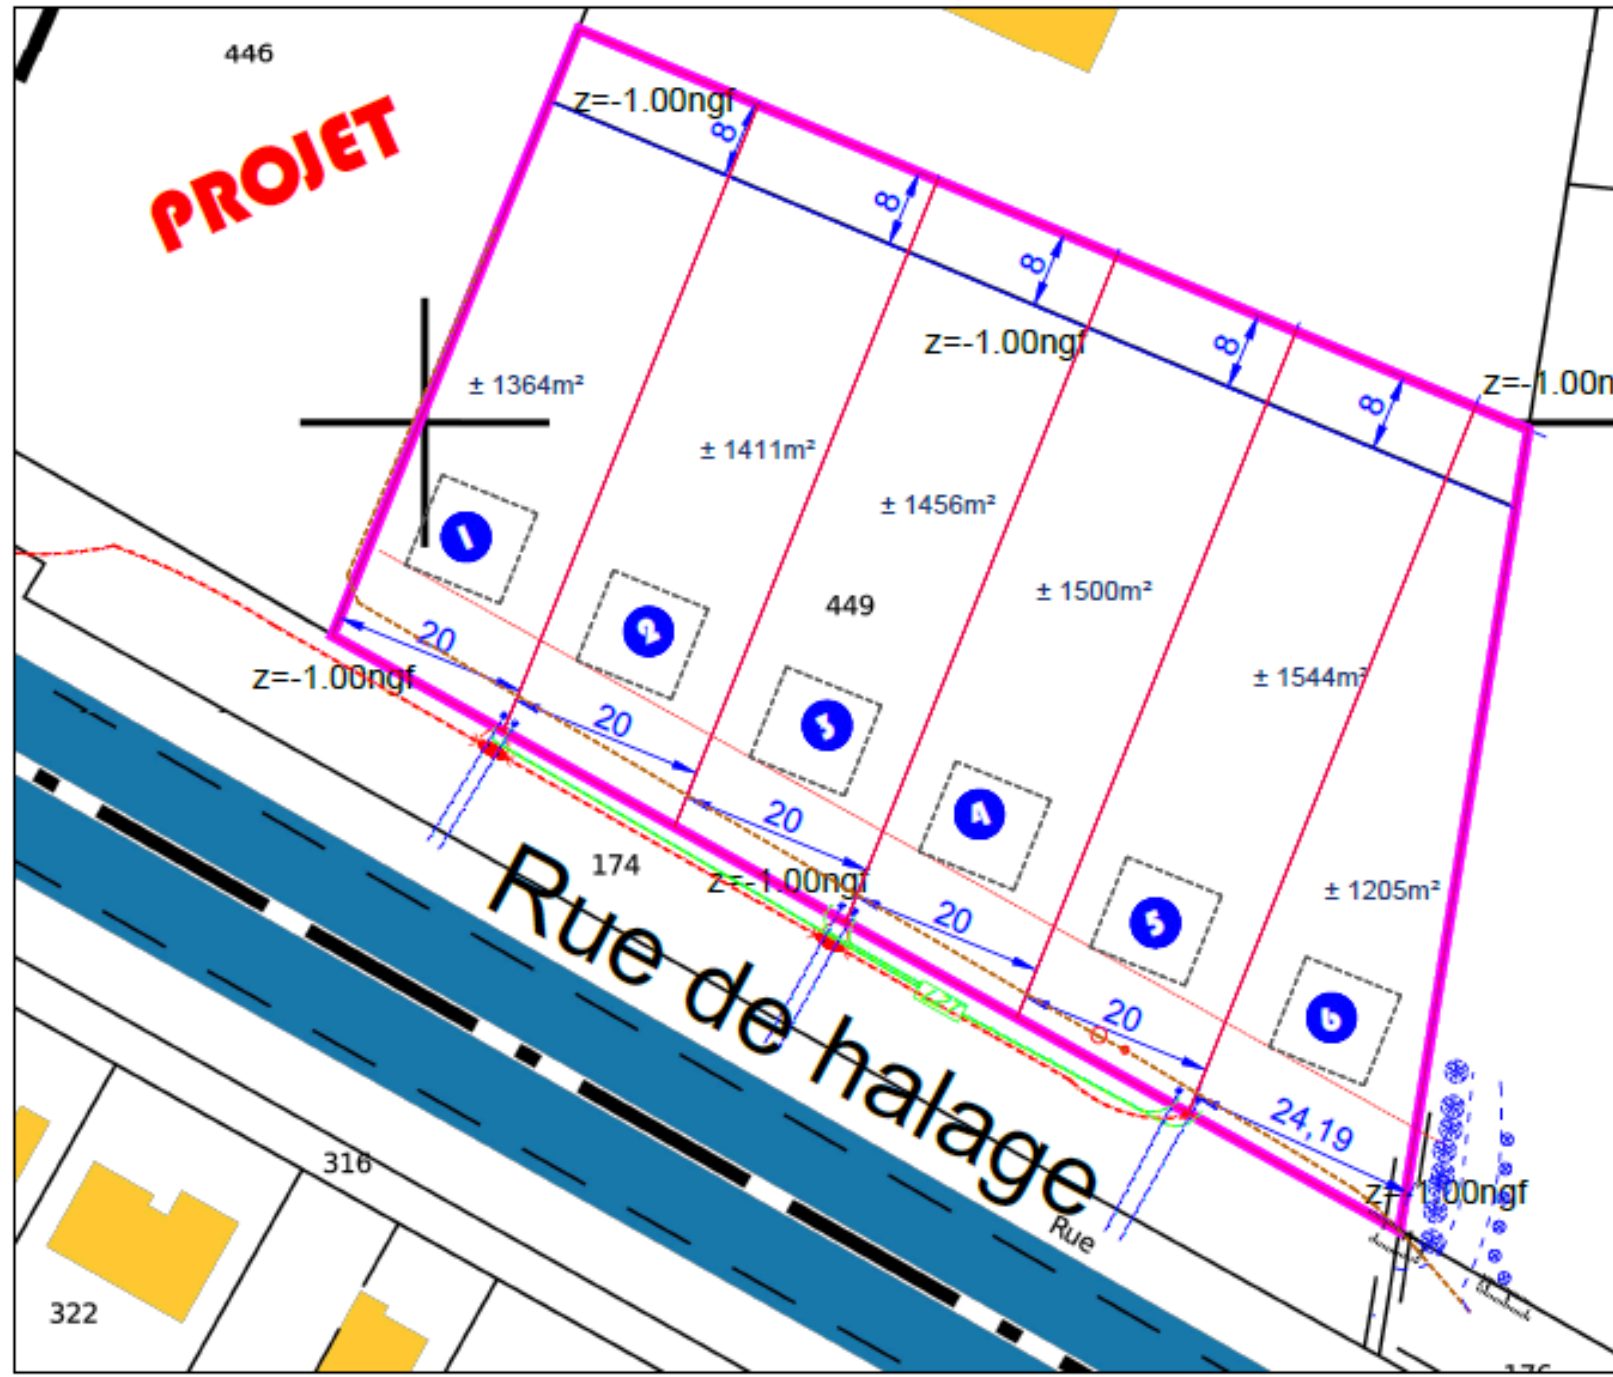 446
PROJET
z=-1.00ngf
8
8
8
8
8
z=-1.00ngf
z=-1.00n
± 1364m²
± 1411m²
± 1456m²
± 1500m²
± 1544m²
± 1205m²
449
1
2
3
4
5
6
20
20
20
20
20
24,19
z=-1.00ngf
z=-1.00ngf
z=-1.00ngf
174
Rue de halage
Rue
316
322